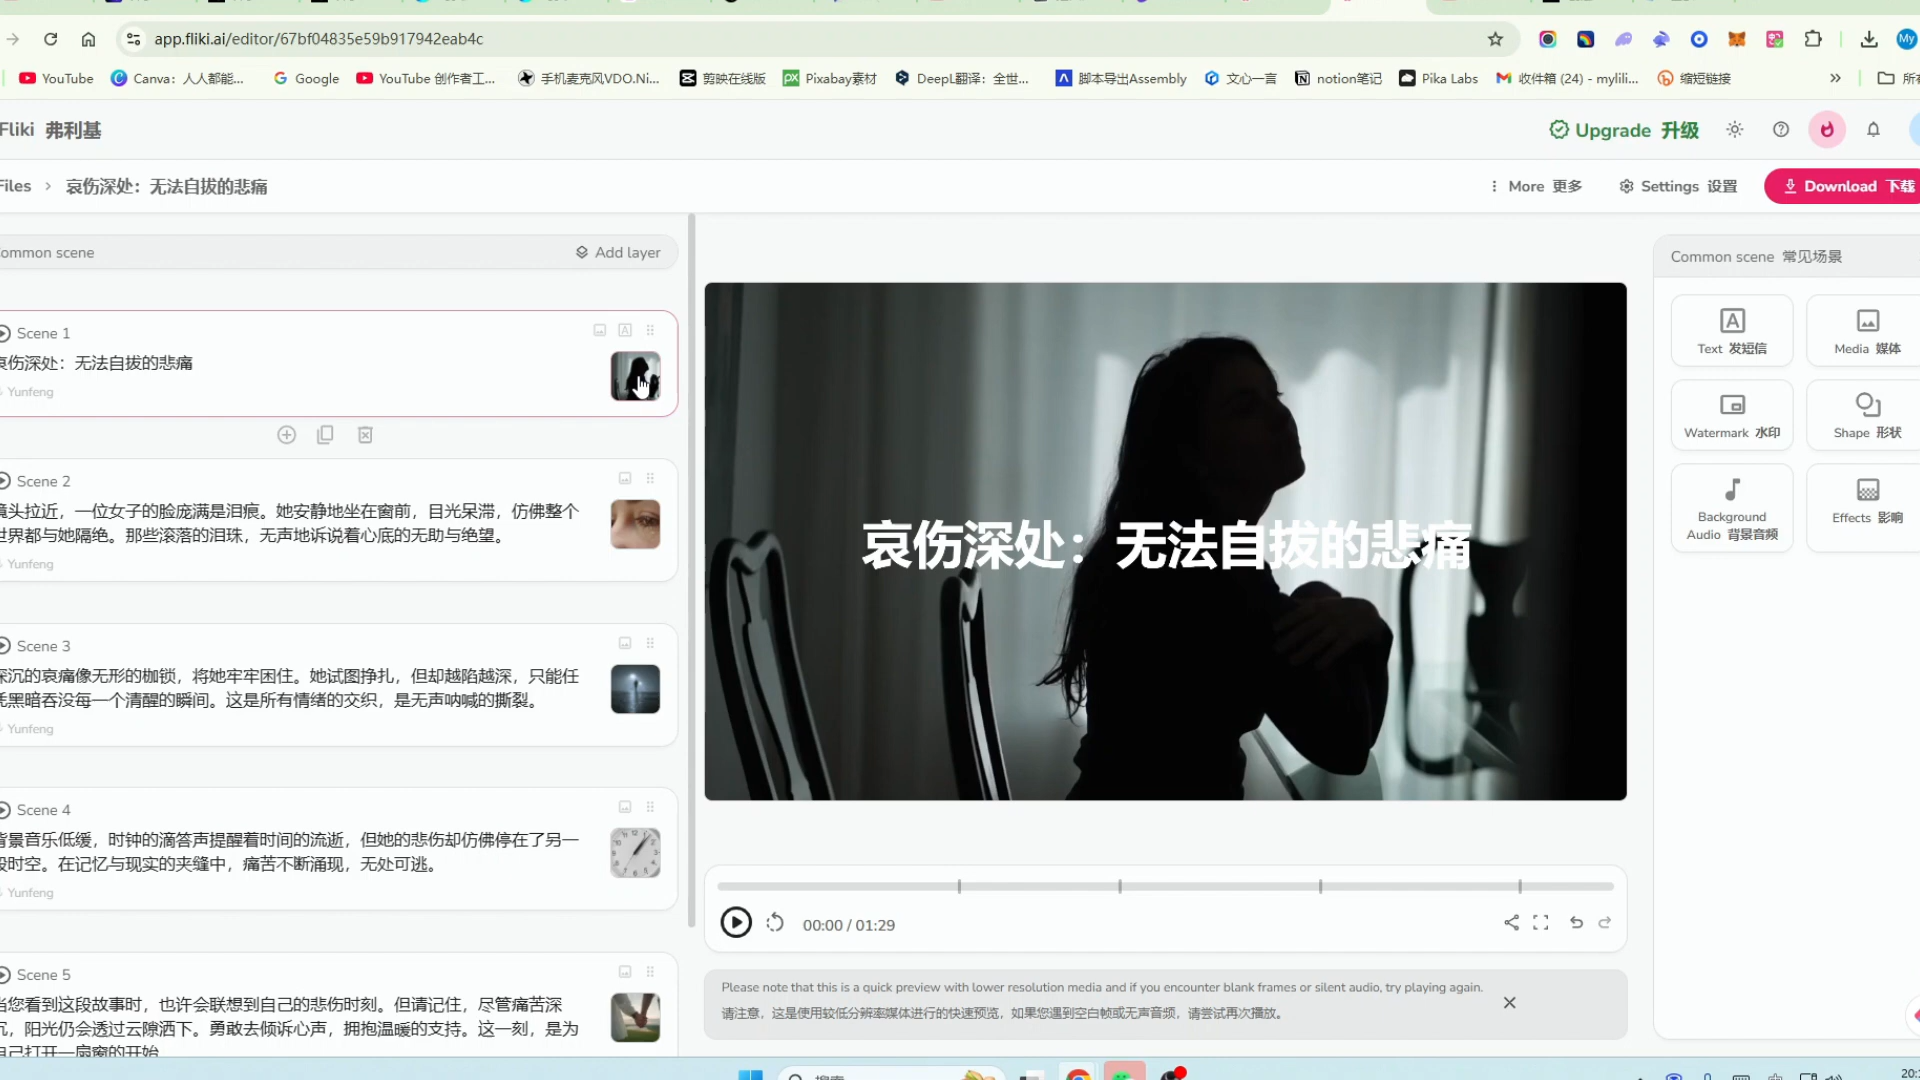 app.fliki.ai/editor/67bf04835e59b917942eab4c
My
YouTube
Canva：人人都能...
Google
YouTube 创作者工...
手机麦克风VDO.Ni...
剪映在线版
Pixabay素材
DeepL翻译：全世...
脚本导出Assembly
文心一言
notion笔记
Pika Labs
收件箱 (24) - mylili...
缩短链接
»
Fliki 弗利基
Upgrade 升级
Files › 哀伤深处：无法自拔的悲痛
More 更多
Settings 设置
Download 下载
ommon scene
Add layer
Scene 1
哀伤深处：无法自拔的悲痛
Yunfeng
Scene 2
镜头拉近，一位女子的脸庞满是泪痕。她安静地坐在窗前，目光呆滞，仿佛整个
世界都与她隔绝。那些滚落的泪珠，无声地诉说着心底的无助与绝望。
Yunfeng
Scene 3
深沉的哀痛像无形的枷锁，将她牢牢困住。她试图挣扎，但却越陷越深，只能任
凭黑暗吞没每一个清醒的瞬间。这是所有情绪的交织，是无声呐喊的撕裂。
Yunfeng
Scene 4
背景音乐低缓，时钟的滴答声提醒着时间的流逝，但她的悲伤却仿佛停在了另一
段时空。在记忆与现实的夹缝中，痛苦不断涌现，无处可逃。
Yunfeng
Scene 5
当您看到这段故事时，也许会联想到自己的悲伤时刻。但请记住，尽管痛苦深
沉，阳光仍会透过云隙洒下。勇敢去倾诉心声，拥抱温暖的支持。这一刻，是为
自己打开一扇窗的开始
哀伤深处：无法自拔的悲痛
00:00 / 01:29
Please note that this is a quick preview with lower resolution media and if you encounter blank frames or silent audio, try playing again.
请注意，这是使用较低分辨率媒体进行的快速预览，如果您遇到空白帧或无声音频，请尝试再次播放。
Common scene 常见场景
Text 发短信
Media 媒体
Watermark 水印
Shape 形状
Background
Audio 背景音频
Effects 影响
搜索